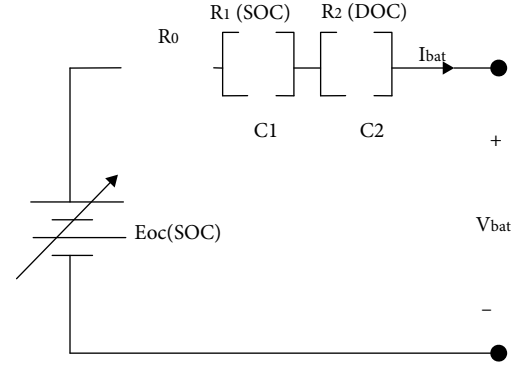 R1 (SOC) R2 (DOC)
R0
Ibat
C1 C2
+
Eoc(SOC)
Vbat
−